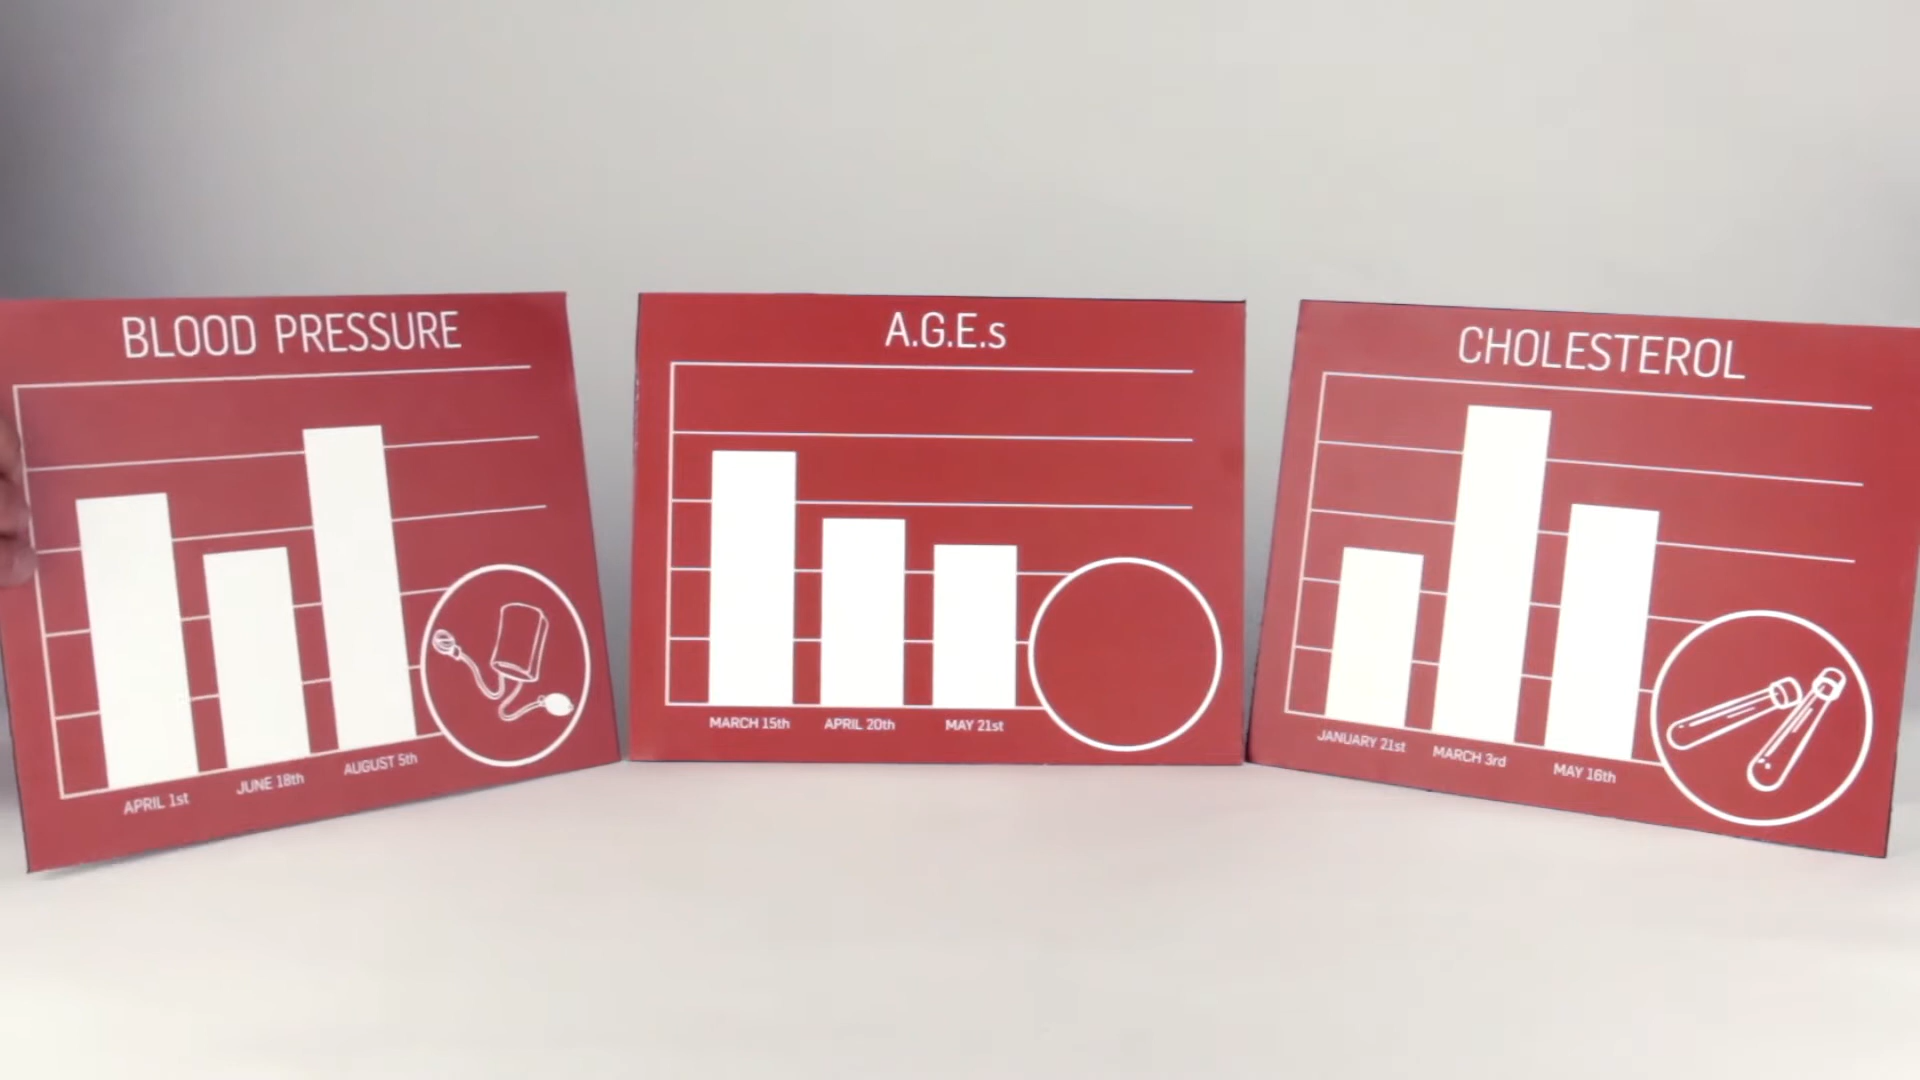 BLOOD PRESSURE
APRIL 1st
JUNE 18th
AUGUST 5th
A.G.E.s
MARCH 15th
APRIL 20th
MAY 21st
CHOLESTEROL
JANUARY 21st
MARCH 3rd
MAY 16th